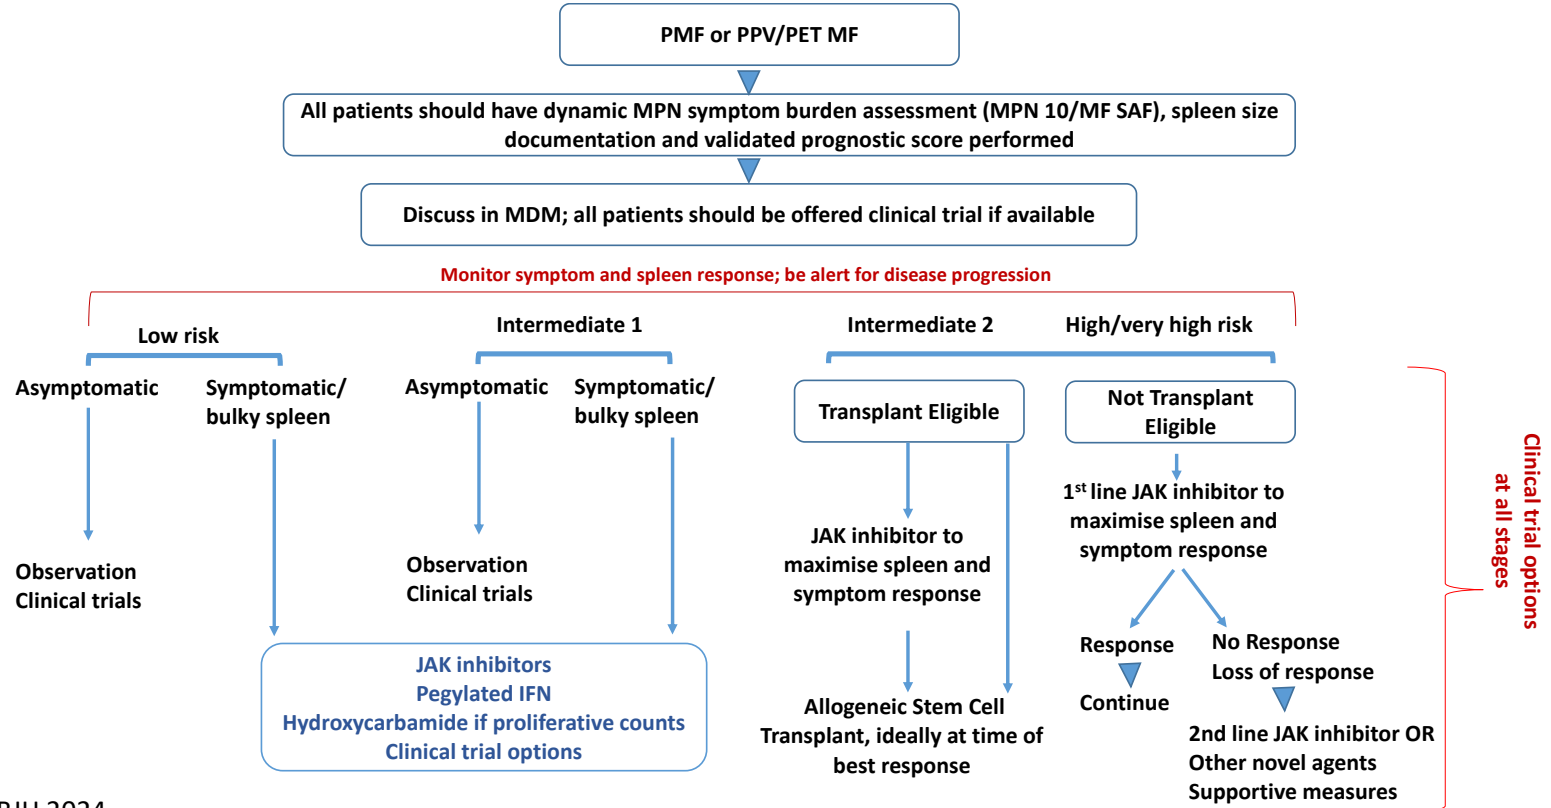 PMF or PPV/PET MF
All patients should have dynamic MPN symptom burden assessment (MPN 10/MF SAF), spleen size
documentation and validated prognostic score performed
Discuss in MDM; all patients should be offered clinical trial if available
Monitor symptom and spleen response; be alert for disease progression
Low risk
Intermediate 1
Intermediate 2
High/very high risk
Asymptomatic
Symptomatic/
bulky spleen
Asymptomatic
Symptomatic/
bulky spleen
Transplant Eligible
Not Transplant
Eligible
Observation
Clinical trials
Observation
Clinical trials
JAK inhibitors
Pegylated IFN
Hydroxycarbamide if proliferative counts
Clinical trial options
JAK inhibitor to
maximise spleen and
symptom response
Allogeneic Stem Cell
Transplant, ideally at time of
best response
1st line JAK inhibitor to
maximise spleen and
symptom response
Response
Continue
No Response
Loss of response
2nd line JAK inhibitor OR
Other novel agents
Supportive measures
Clinical trial options
at all stages
2024